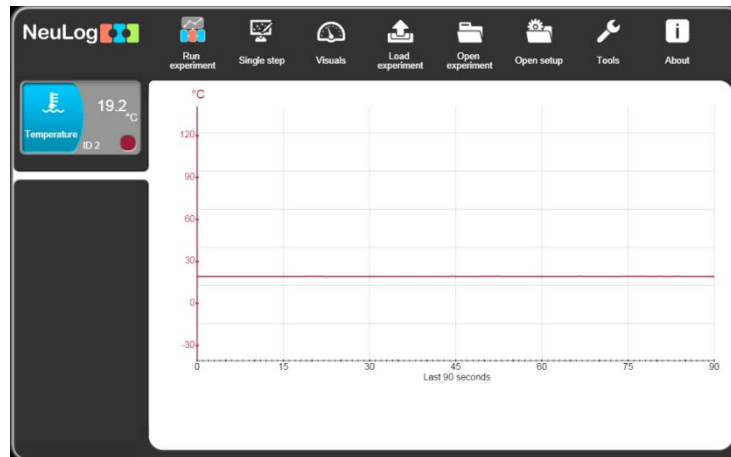 NeuLog
Run experiment
Single step
Visuals
Load experiment
Open experiment
Open setup
Tools
About
19.2 °C
Temperature
ID 2
°C
120
90
60
30
0
-30
0 15 30 45 60 75 90
Last 90 seconds